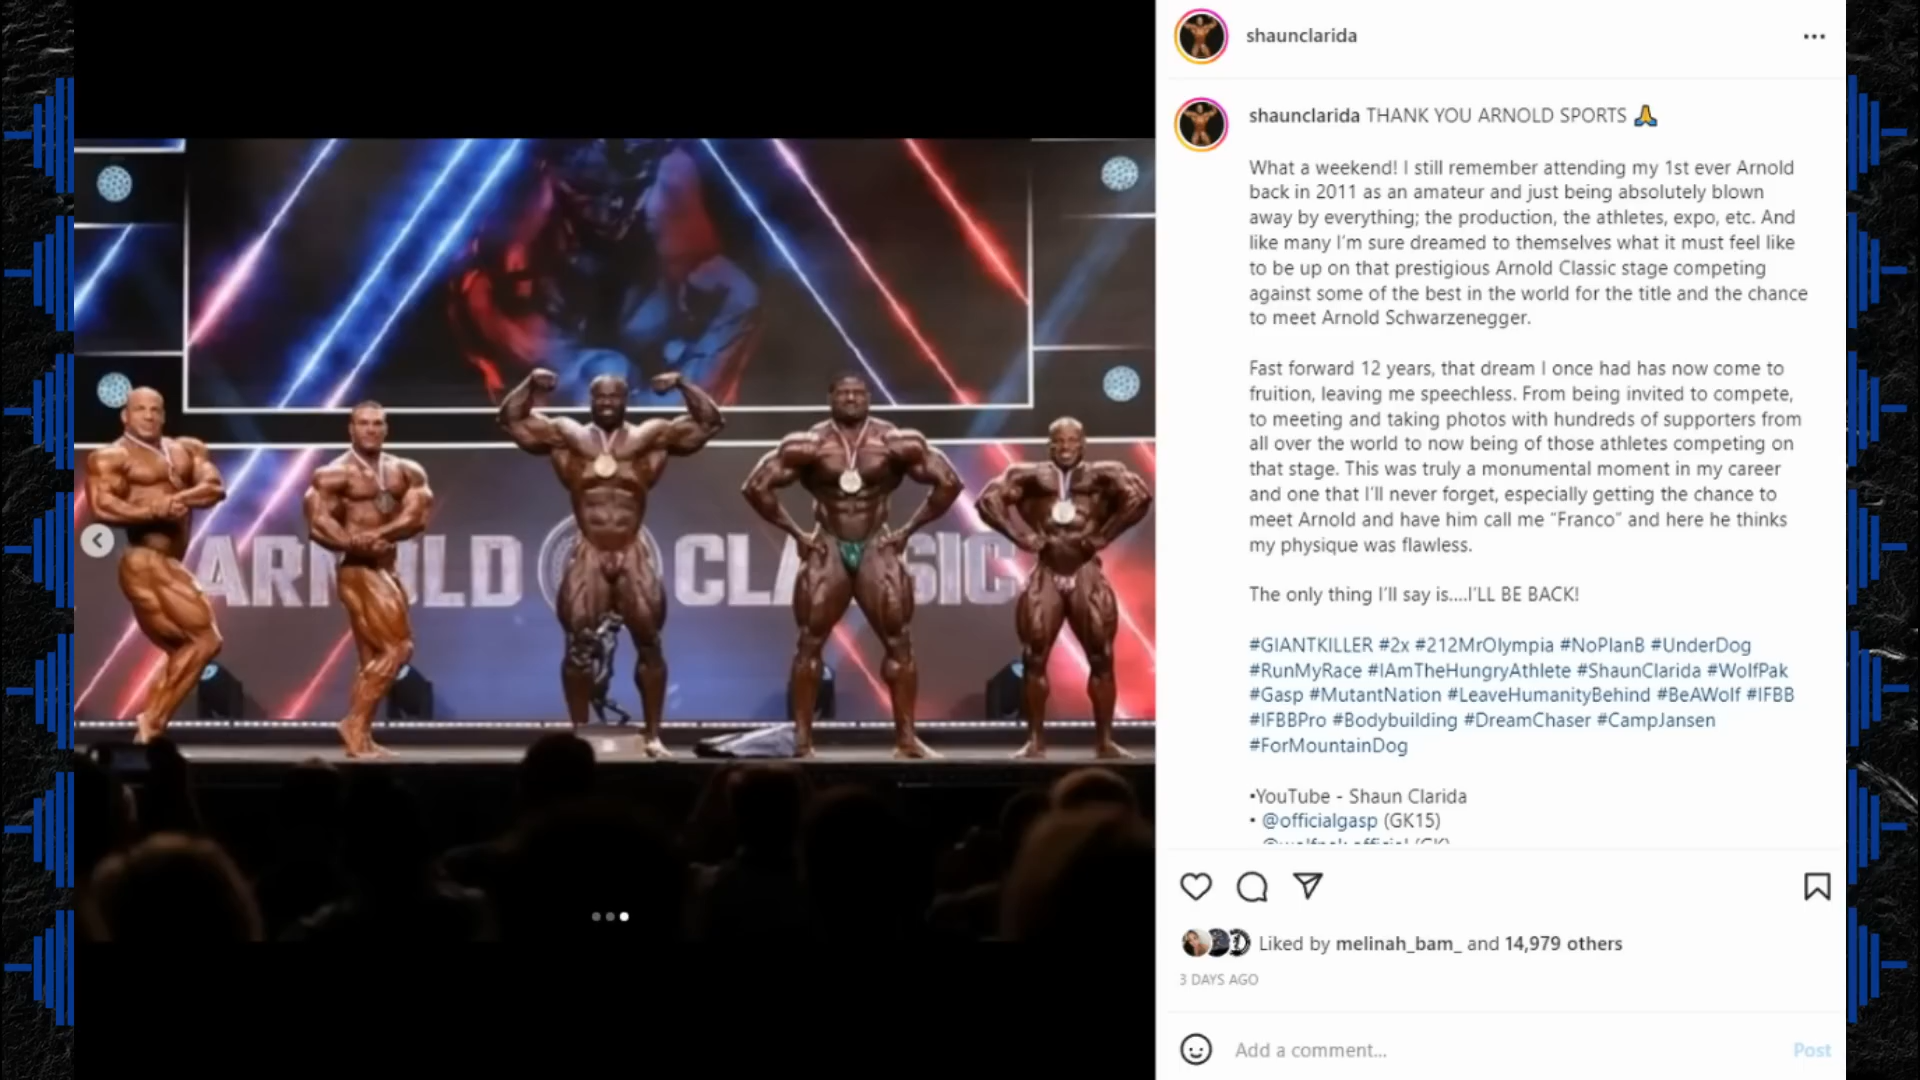 shaunclarida
shaunclarida THANK YOU ARNOLD SPORTS 🙏
What a weekend! I still remember attending my 1st ever Arnold
back in 2011 as an amateur and just being absolutely blown
away by everything; the production, the athletes, expo, etc. And
like many I'm sure dreamed to themselves what it must feel like
to be up on that prestigious Arnold Classic stage competing
against some of the best in the world for the title and the chance
to meet Arnold Schwarzenegger.
Fast forward 12 years, that dream I once had has now come to
fruition, leaving me speechless. From being invited to compete,
to meeting and taking photos with hundreds of supporters from
all over the world to now being of those athletes competing on
that stage. This was truly a monumental moment in my career
and one that I'll never forget, especially getting the chance to
meet Arnold and have him call me "Franco" and here he thinks
my physique was flawless.
The only thing I'll say is....I'LL BE BACK!
#GIANTKILLER #2x #212MrOlympia #NoPlanB #UnderDog
#RunMyRace #IAmTheHungryAthlete #ShaunClarida #WolfPak
#Gasp #MutantNation #LeaveHumanityBehind #BeAWolf #IFBB
#IFBBPro #Bodybuilding #DreamChaser #CampJansen
#ForMountainDog
•YouTube - Shaun Clarida
• @officialgasp (GK15)
Liked by melinah_bam_ and 14,979 others
3 DAYS AGO
Add a comment...
Post
ARNOLD CLASSIC